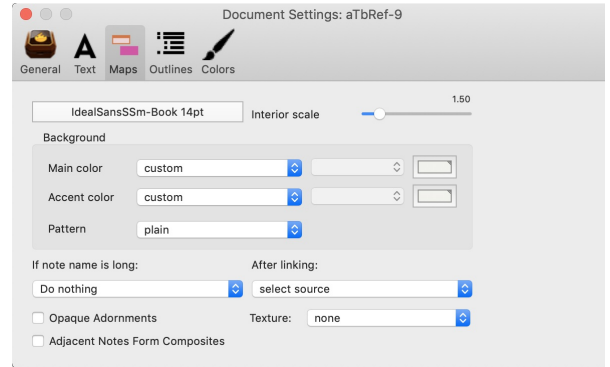 Document Settings: aTbRef-9
General Text Maps Outlines Colors
IdealSansSSm-Book 14pt Interior scale 1.50
Background
Main color custom
Accent color custom
Pattern plain
If note name is long: After linking:
Do nothing select source
Opaque Adornments Texture: none
Adjacent Notes Form Composites